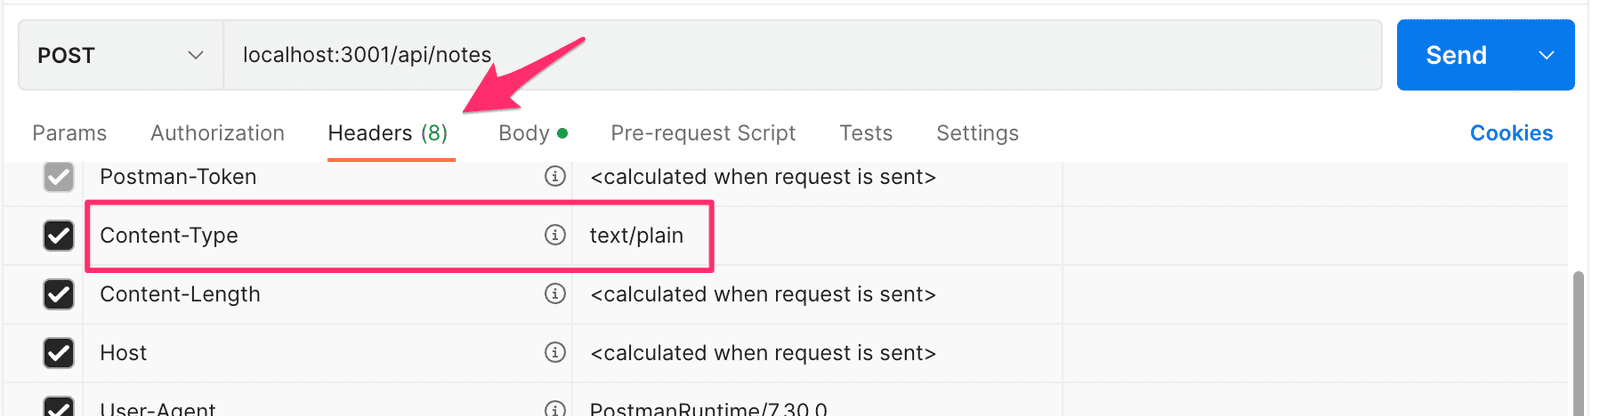 POST localhost:3001/api/notes Send
Params Authorization Headers (8) Body Pre-request Script Tests Settings Cookies
Postman-Token <calculated when request is sent>
Content-Type text/plain
Content-Length <calculated when request is sent>
Host <calculated when request is sent>
User-Agent PostmanRuntime/7.30.0